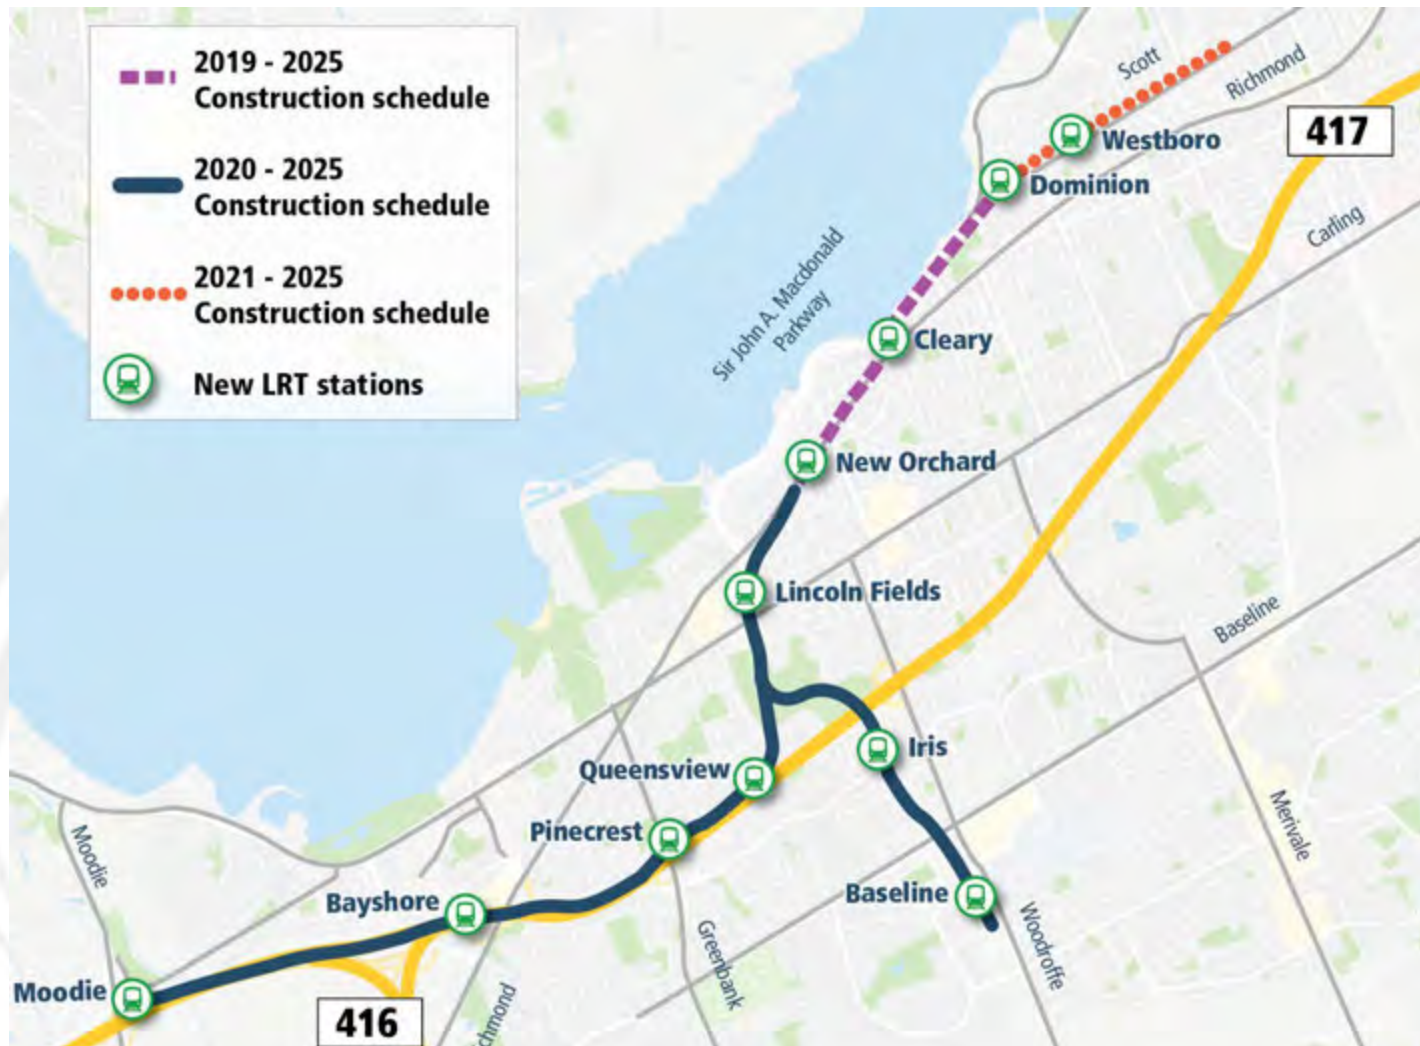 2019 - 2025
Construction schedule
2020 - 2025
Construction schedule
2021 - 2025
Construction schedule
New LRT stations
Scott
Richmond
417
Westboro
Dominion
Carling
Sir John A. Macdonald
Parkway
Cleary
New Orchard
Lincoln Fields
Baseline
Iris
Queensview
Pinecrest
Merivale
Moodie
Bayshore
Baseline
Woodroffe
Greenbank
Moodie
416
chmond